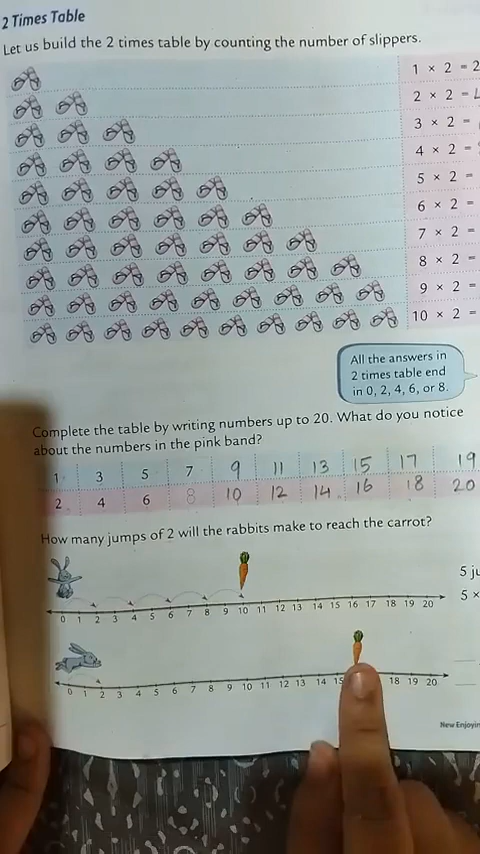 2 Times Table
Let us build the 2 times table by counting the number of slippers.
1 × 2 = 2
2 × 2 =
3 × 2 =
4 × 2 =
5 × 2 =
6 × 2 =
7 × 2 =
8 × 2 =
9 × 2 =
10 × 2 =
All the answers in
2 times table end
in 0, 2, 4, 6, or 8.
Complete the table by writing numbers up to 20. What do you notice
about the numbers in the pink band?
1 3 5 7 9 11 13 15 17 19
2 4 6 8 10 12 14 16 18 20
How many jumps of 2 will the rabbits make to reach the carrot?
5 ju
5 ×
0 1 2 3 4 5 6 7 8 9 10 11 12 13 14 15 16 17 18 19 20
0 1 2 3 4 5 6 7 8 9 10 11 12 13 14 15 18 19 20
New Enjoyin